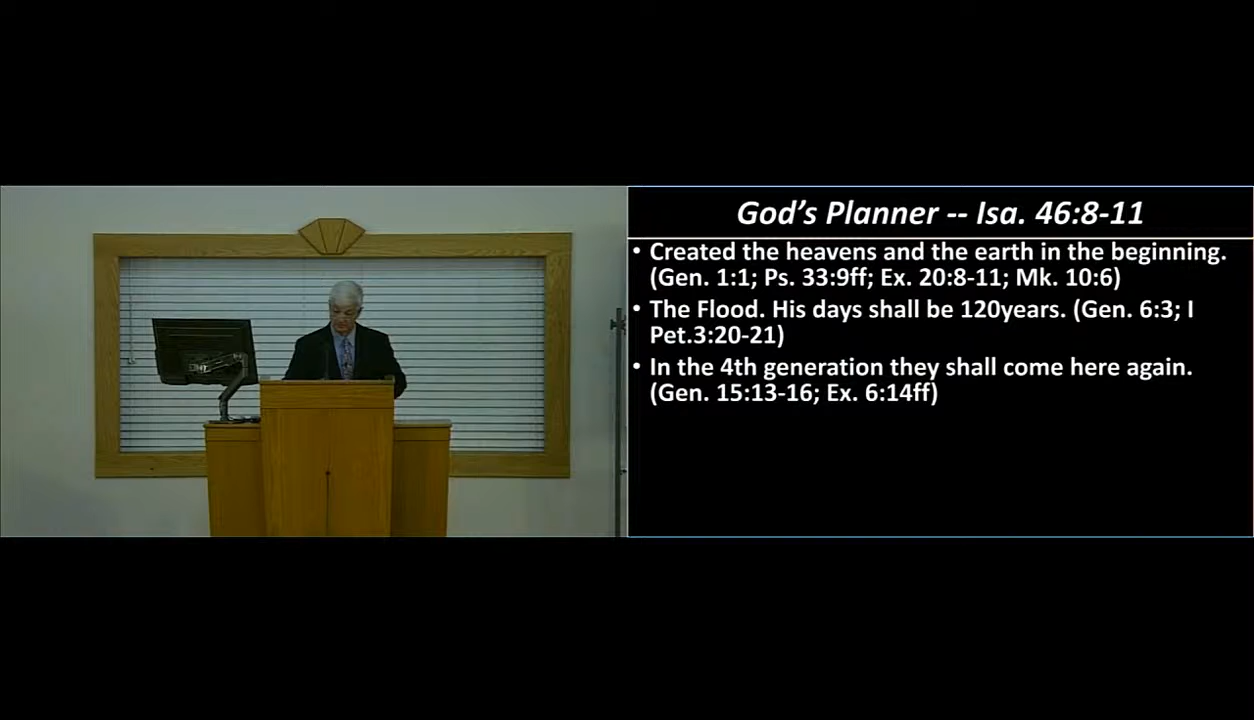 God's Planner -- Isa. 46:8-11
• Created the heavens and the earth in the beginning.
(Gen. 1:1; Ps. 33:9ff; Ex. 20:8-11; Mk. 10:6)
• The Flood. His days shall be 120years. (Gen. 6:3; I
Pet.3:20-21)
• In the 4th generation they shall come here again.
(Gen. 15:13-16; Ex. 6:14ff)